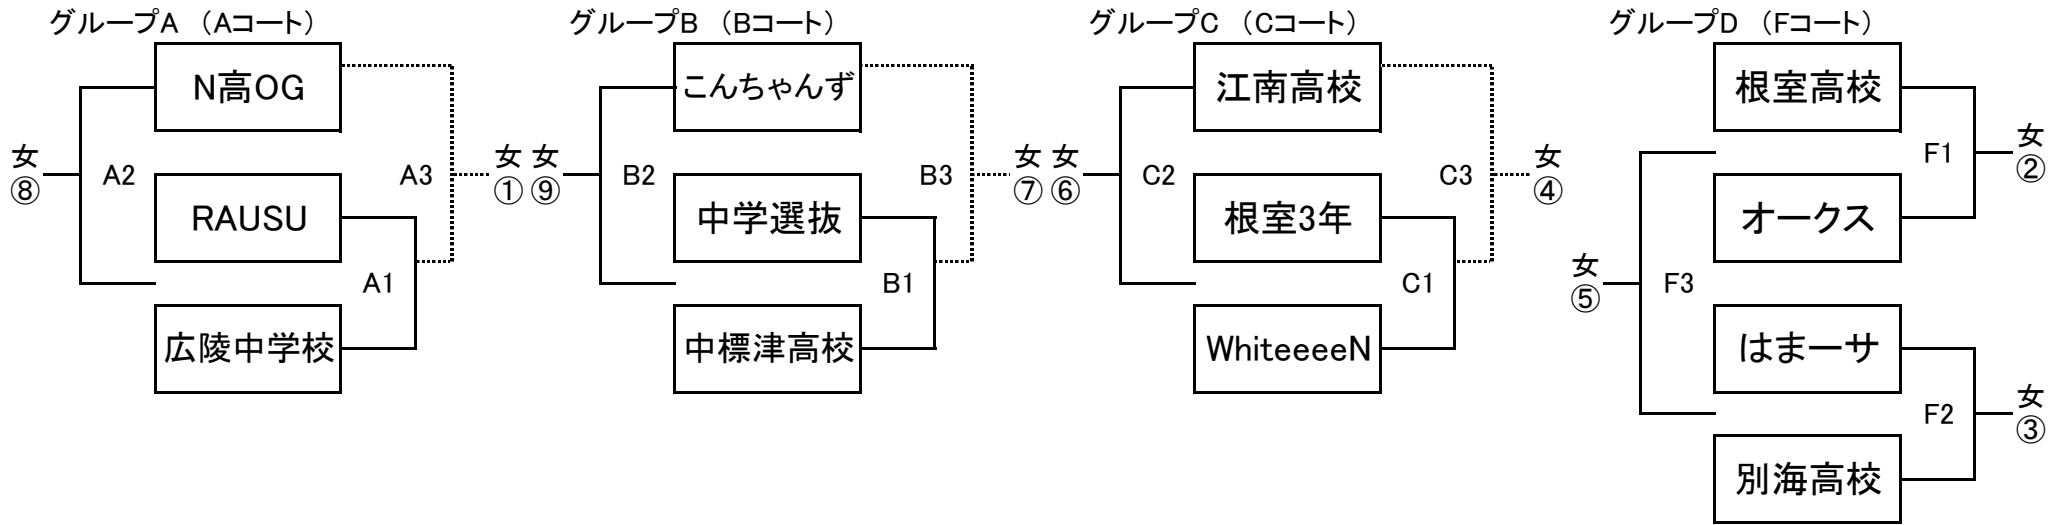 グループA (Aコート)
N高OG
女
⑧
A2
A3
女
①
RAUSU
A1
広陵中学校
グループB (Bコート)
こんちゃんず
女
⑨
B2
B3
女
⑦
中学選抜
B1
中標津高校
グループC (Cコート)
江南高校
女
⑥
C2
C3
女
④
根室3年
C1
WhiteeeeN
グループD (Fコート)
根室高校
F1
女
②
オークス
女
⑤
F3
はまーサ
F2
女
③
別海高校